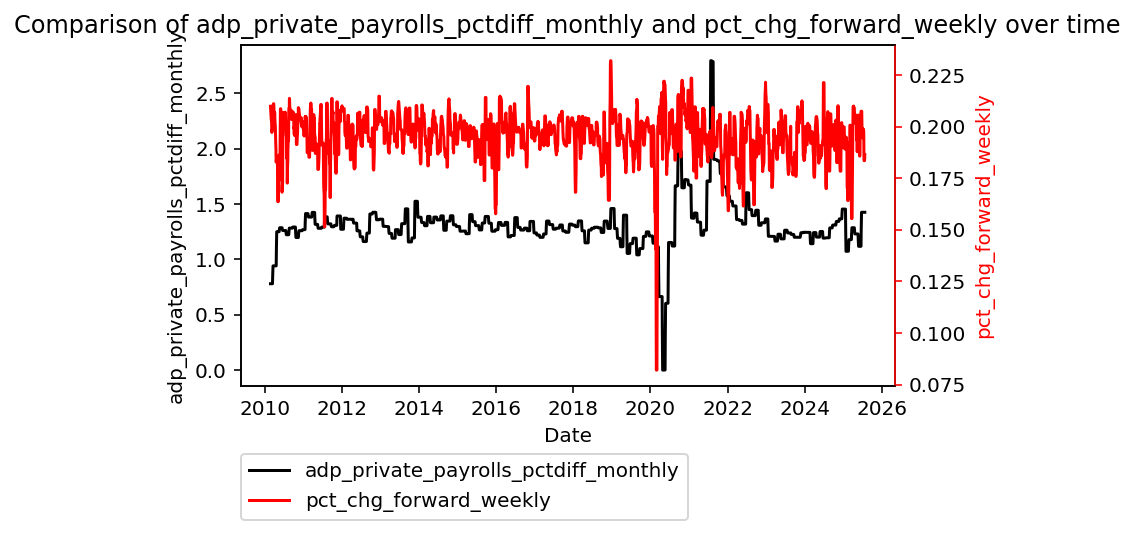 Comparison of adp_private_payrolls_pctdiff_monthly and pct_chg_forward_weekly over time
adp_private_payrolls_pctdiff_monthly
2.5
2.0
1.5
1.0
0.5
0.0
0.225
0.200
0.175
0.150
0.125
0.100
0.075
pct_chg_forward_weekly
2010 2012 2014 2016 2018 2020 2022 2024 2026
Date
adp_private_payrolls_pctdiff_monthly
pct_chg_forward_weekly